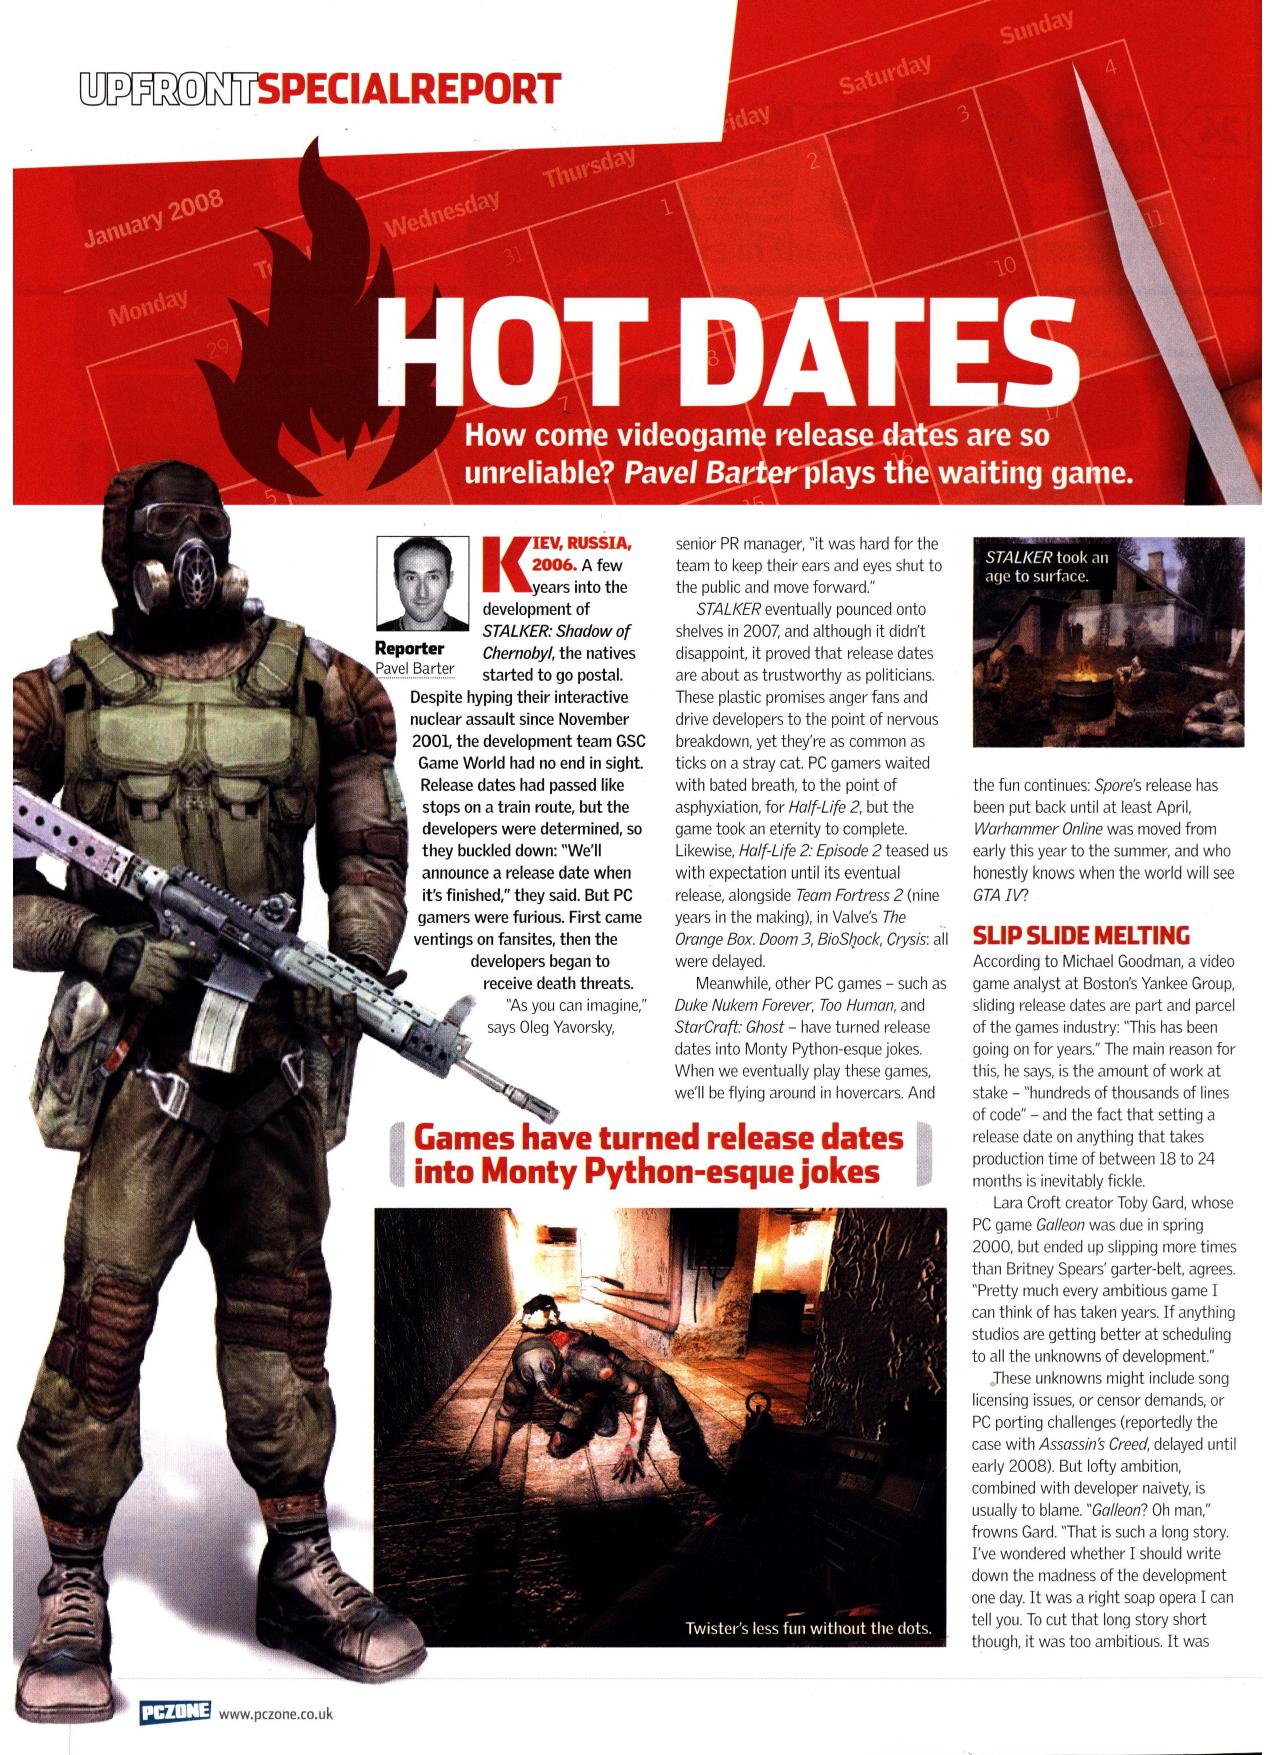 UPFRONTSPECIALREPORT
January 2008
Monday
Wednesday
Thursday
Saturday
Sunday
29
31
1
2
3
4
5
7
8
10
11
15
16
17
HOT DATES
How come videogame release dates are so
unreliable? Pavel Barter plays the waiting game.
Reporter
Pavel Barter
KIEV, RUSSIA,
2006. A few
years into the
development of
STALKER: Shadow of
Chernobyl, the natives
started to go postal.
Despite hyping their interactive
nuclear assault since November
2001, the development team GSC
Game World had no end in sight.
Release dates had passed like
stops on a train route, but the
developers were determined, so
they buckled down: “We’ll
announce a release date when
it’s finished,” they said. But PC
gamers were furious. First came
ventings on fansites, then the
developers began to
receive death threats.
“As you can imagine,”
says Oleg Yavorsky,
senior PR manager, “it was hard for the
team to keep their ears and eyes shut to
the public and move forward.”
STALKER eventually pounced onto
shelves in 2007, and although it didn’t
disappoint, it proved that release dates
are about as trustworthy as politicians.
These plastic promises anger fans and
drive developers to the point of nervous
breakdown, yet they’re as common as
ticks on a stray cat. PC gamers waited
with bated breath, to the point of
asphyxiation, for Half-Life 2, but the
game took an eternity to complete.
Likewise, Half-Life 2: Episode 2 teased us
with expectation until its eventual
release, alongside Team Fortress 2 (nine
years in the making), in Valve’s The
Orange Box. Doom 3, BioShock, Crysis: all
were delayed.
Meanwhile, other PC games – such as
Duke Nukem Forever, Too Human, and
StarCraft: Ghost – have turned release
dates into Monty Python-esque jokes.
When we eventually play these games,
we’ll be flying around in hovercars. And
Games have turned release dates
into Monty Python-esque jokes
Twister’s less fun without the dots.
STALKER took an
age to surface.
the fun continues: Spore’s release has
been put back until at least April,
Warhammer Online was moved from
early this year to the summer, and who
honestly knows when the world will see
GTA IV?
SLIP SLIDE MELTING
According to Michael Goodman, a video
game analyst at Boston’s Yankee Group,
sliding release dates are part and parcel
of the games industry: “This has been
going on for years.” The main reason for
this, he says, is the amount of work at
stake – “hundreds of thousands of lines
of code” – and the fact that setting a
release date on anything that takes
production time of between 18 to 24
months is inevitably fickle.
Lara Croft creator Toby Gard, whose
PC game Galleon was due in spring
2000, but ended up slipping more times
than Britney Spears’ garter-belt, agrees.
“Pretty much every ambitious game I
can think of has taken years. If anything
studios are getting better at scheduling
to all the unknowns of development.”
These unknowns might include song
licensing issues, or censor demands, or
PC porting challenges (reportedly the
case with Assassin’s Creed, delayed until
early 2008). But lofty ambition,
combined with developer naivety, is
usually to blame. “Galleon? Oh man,”
frowns Gard. “That is such a long story.
I’ve wondered whether I should write
down the madness of the development
one day. It was a right soap opera I can
tell you. To cut that long story short
though, it was too ambitious. It was
PCZONE www.pczone.co.uk